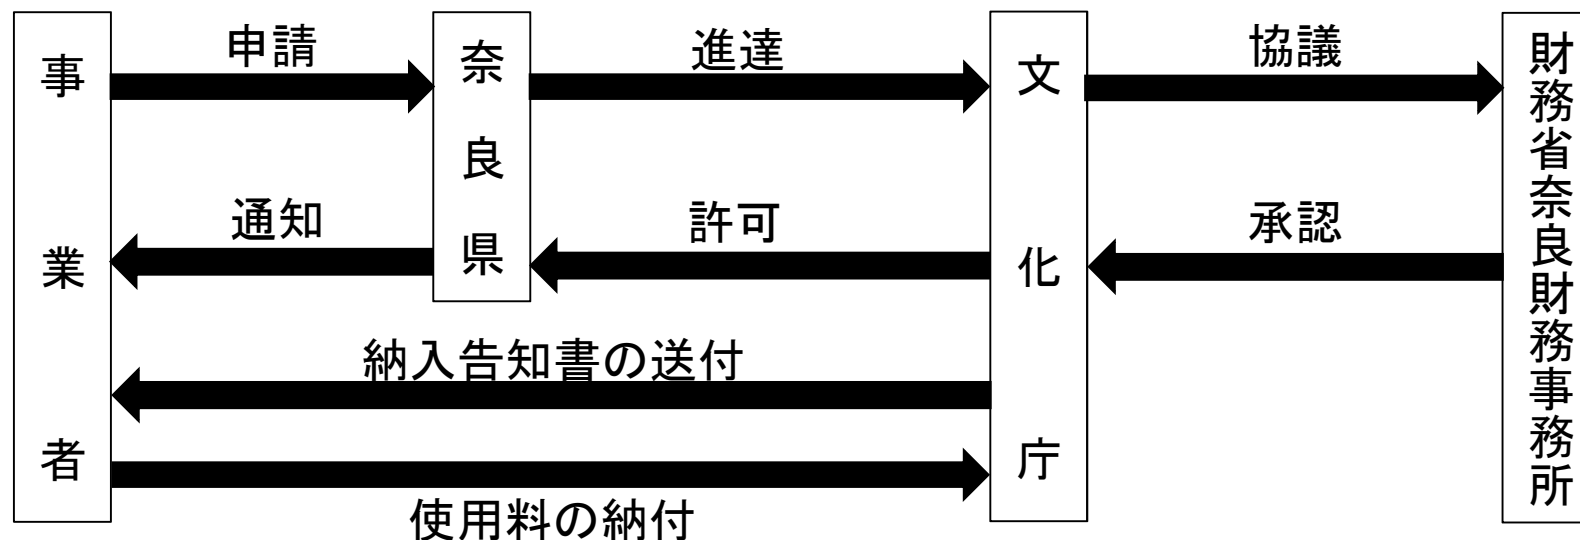 事業者
申請
奈良県
進達
文化庁
協議
財務省奈良財務事務所
通知
許可
承認
納入告知書の送付
使用料の納付